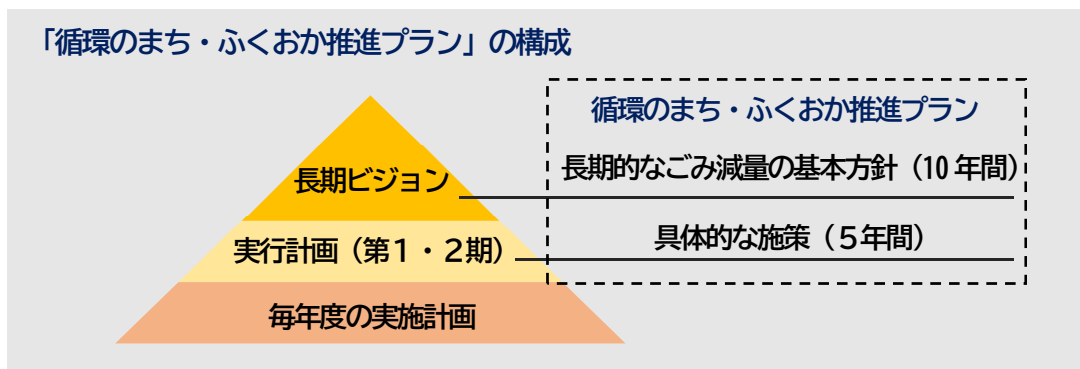 「循環のまち・ふくおか推進プラン」の構成
循環のまち・ふくおか推進プラン
長期ビジョン
長期的なごみ減量の基本方針（10年間）
実行計画（第１・２期）
具体的な施策（５年間）
毎年度の実施計画